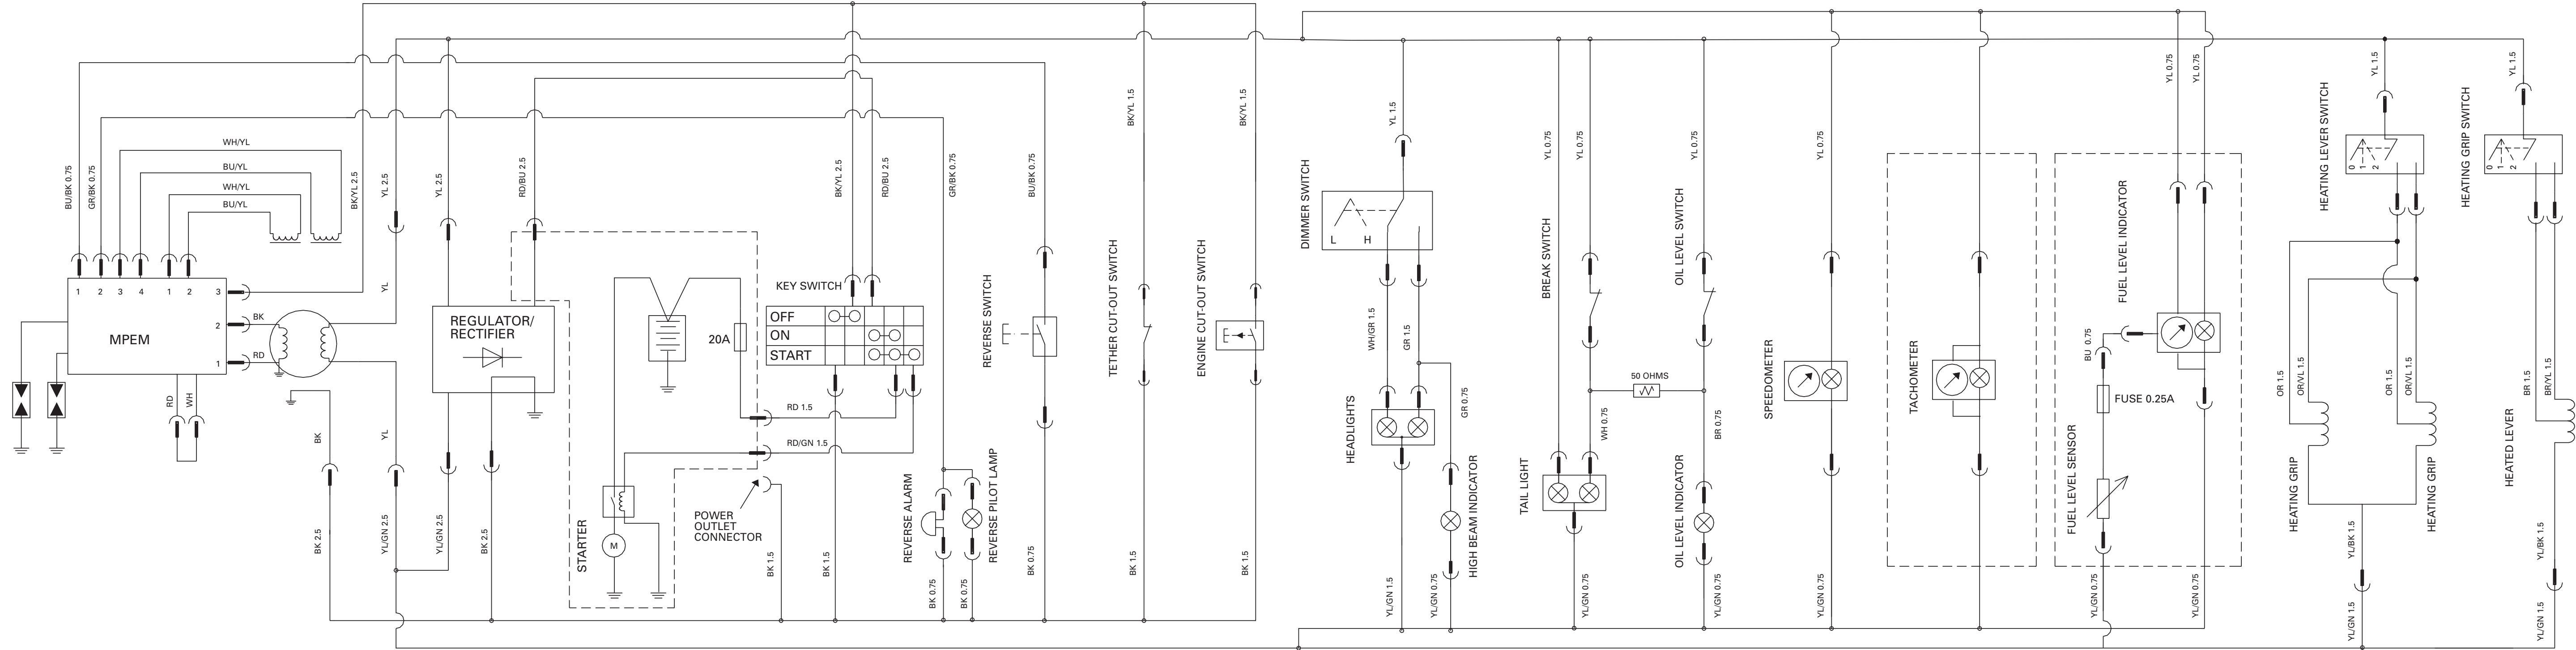 WH/YL
BU/YL
WH/YL
BU/YL
BU/BK 0.75
GR/BK 0.75
BK/YL 2.5
YL 2.5
YL 2.5
RD/BU 2.5
BK/YL 2.5
RD/BU 2.5
GR/BK 0.75
BU/BK 0.75
BK/YL 1.5
BK/YL 1.5
1 2 3 4 1 2 3
2
1
MPEM
BK
RD
YL
RD
WH
REGULATOR/
RECTIFIER
20A
KEY SWITCH
OFF
ON
START
RD 1.5
RD/GN 1.5
REVERSE SWITCH
TETHER CUT-OUT SWITCH
ENGINE CUT-OUT SWITCH
BK
YL
BK 2.5
YL/GN 2.5
YL/GN 2.5
BK 2.5
STARTER
M
POWER
OUTLET
CONNECTOR
BK 1.5
BK 1.5
REVERSE ALARM
REVERSE PILOT LAMP
BK 0.75
BK 0.75
BK 0.75
BK 1.5
BK 1.5
YL 1.5
DIMMER SWITCH
L H
WH/GR 1.5
GR 1.5
GR 0.75
HEADLIGHTS
HIGH BEAM INDICATOR
YL/GN 1.5
YL/GN 0.75
YL 0.75
YL 0.75
YL 0.75
BREAK SWITCH
OIL LEVEL SWITCH
50 OHMS
WH 0.75
BR 0.75
TAIL LIGHT
OIL LEVEL INDICATOR
YL/GN 0.75
YL/GN 0.75
YL 0.75
SPEEDOMETER
YL/GN 0.75
TACHOMETER
YL 0.75
YL 0.75
FUEL LEVEL INDICATOR
BU 0.75
FUSE 0.25A
FUEL LEVEL SENSOR
YL/GN 0.75
YL/GN 0.75
YL 1.5
YL 1.5
HEATING LEVER SWITCH
0 1 2
HEATING GRIP SWITCH
0 1 2
OR 1.5
OR/VL 1.5
OR 1.5
OR/VL 1.5
BR 1.5
BR/YL 1.5
HEATING GRIP
HEATING GRIP
HEATED LEVER
YL/BK 1.5
YL/GN 1.5
YL/BK 1.5
YL/GN 1.5